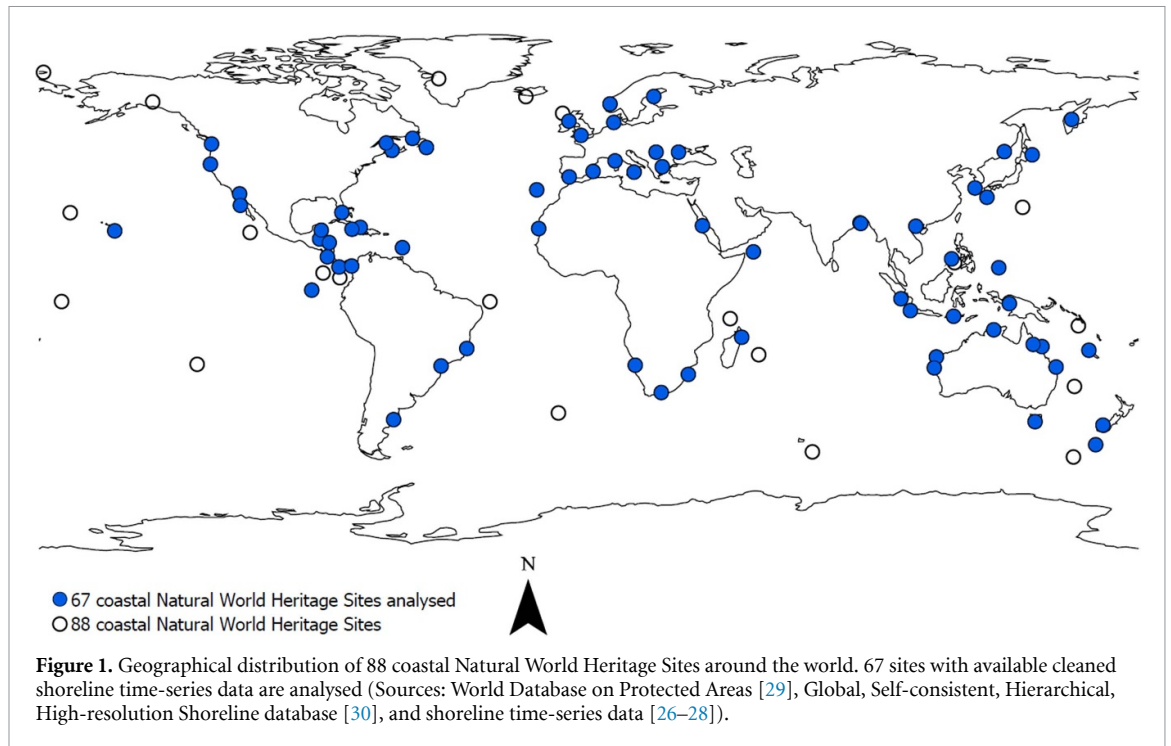 N
67 coastal Natural World Heritage Sites analysed
88 coastal Natural World Heritage Sites
Figure 1. Geographical distribution of 88 coastal Natural World Heritage Sites around the world. 67 sites with available cleaned
shoreline time-series data are analysed (Sources: World Database on Protected Areas [29], Global, Self-consistent, Hierarchical,
High-resolution Shoreline database [30], and shoreline time-series data [26–28]).